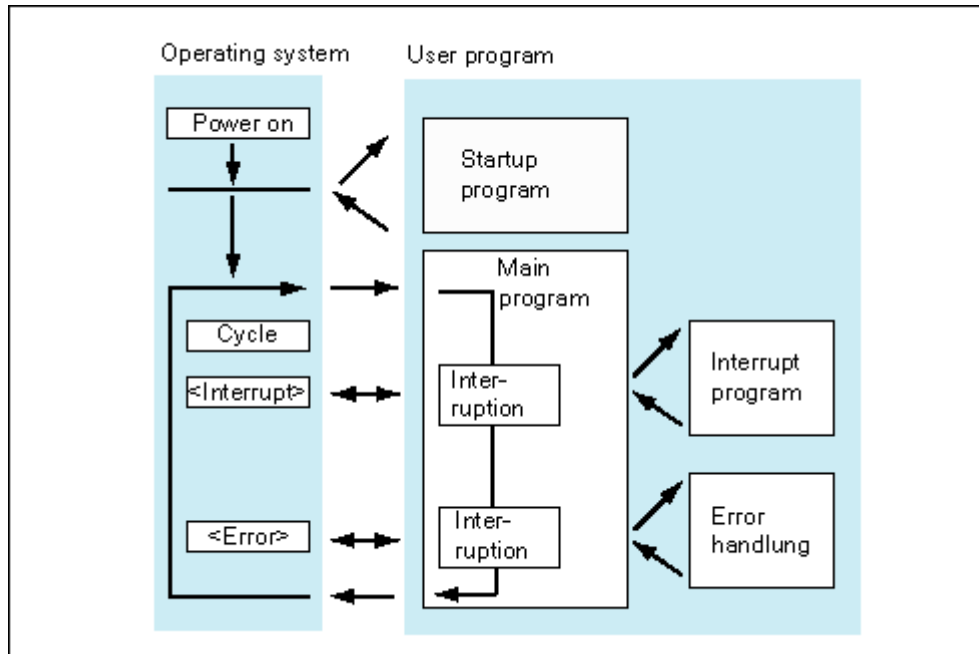 Operating system
User program
Power on
Startup
program
Main
program
Cycle
<Interrupt>
Inter-
ruption
Interrupt
program
<Error>
Inter-
ruption
Error
handlung